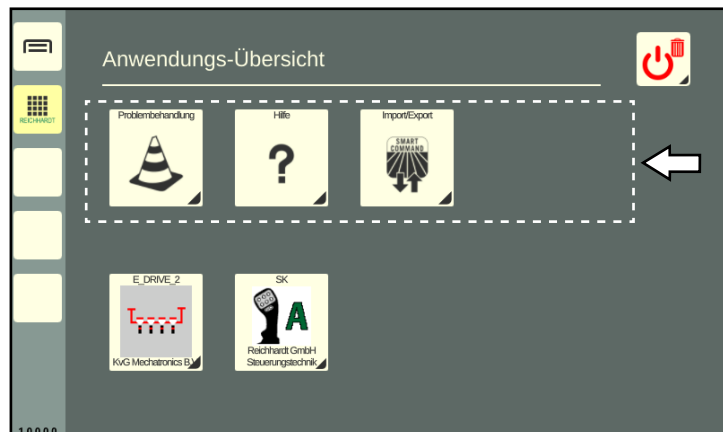 Anwendungs-Übersicht
REICHHARDT
Problembehandlung
Hilfe
Import/Export
?
SMART
COMMAND
E_DRIVE_2
KvG Mechatronics B.V
SK
A
Reichhardt GmbH
Steuerungstechnik